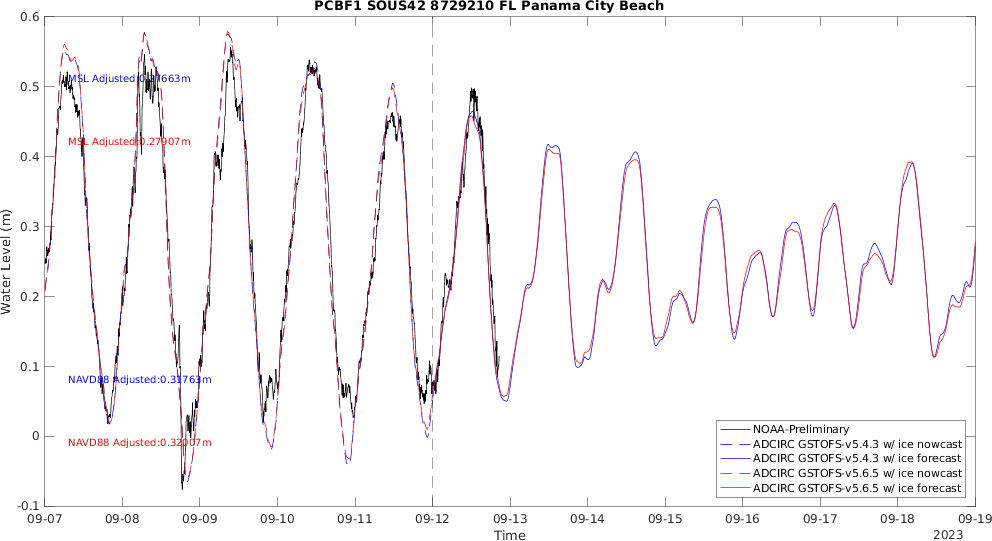 PCBF1 SOUS42 8729210 FL Panama City Beach
Water Level (m)
0.6
0.5
0.4
0.3
0.2
0.1
0
-0.1
MSL Adjusted
MSL Adjusted:0.27907m
NAVD88 Adjusted:0.31763m
NAVD88 Adjusted:0.32007m
NOAA-Preliminary
ADCIRC GSTOFS-v5.4.3 w/ ice nowcast
ADCIRC GSTOFS-v5.4.3 w/ ice forecast
ADCIRC GSTOFS-v5.6.5 w/ ice nowcast
ADCIRC GSTOFS-v5.6.5 w/ ice forecast
09-07 09-08 09-09 09-10 09-11 09-12 09-13 09-14 09-15 09-16 09-17 09-18 09-19
Time
2023